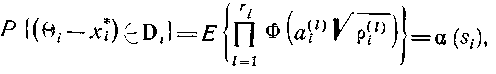 P {(Θ_i − x_i^*) ∈ D_i} = E { ∏_{l=1}^{r_i} Φ ( a_i^{(l)} √ρ_i^{(l)} ) } = α (s_i),